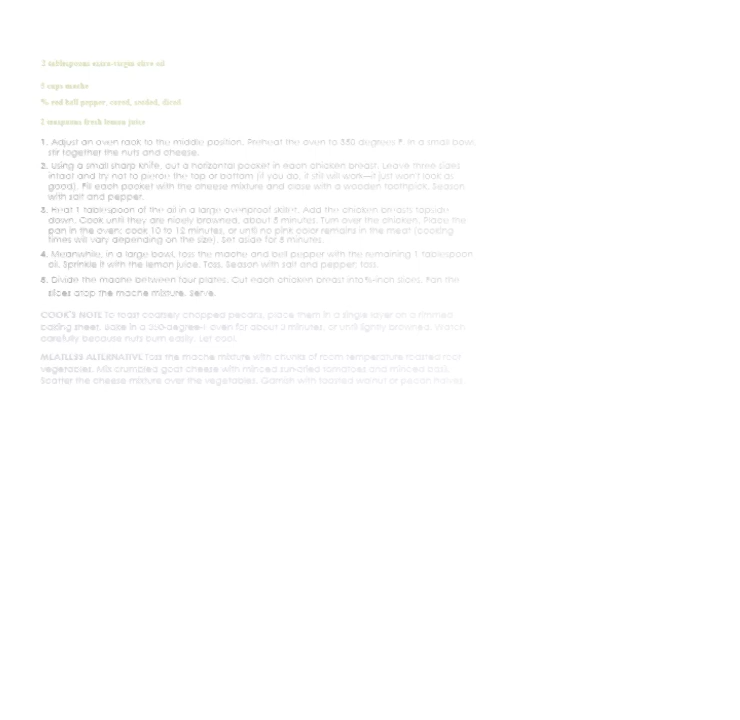 2 tablespoons extra-virgin olive oil
3 cups mache
½ red bell pepper, cored, seeded, diced
2 teaspoons fresh lemon juice
1. Adjust an oven rack to the middle position. Preheat the oven to 350 degrees F. In a small bowl,
stir together the nuts and cheese.
2. Using a small sharp knife, cut a horizontal pocket in each chicken breast. Leave three sides
intact and try not to pierce the top or bottom (if you do, it still will work—it just won't look as
good). Fill each pocket with the cheese mixture and close with a wooden toothpick. Season
with salt and pepper.
3. Heat 1 tablespoon of the oil in a large ovenproof skillet. Add the chicken breasts topside
down. Cook until they are nicely browned, about 5 minutes. Turn over the chicken. Place the
pan in the oven; cook 10 to 12 minutes, or until no pink color remains in the meat (cooking
times will vary depending on the size). Set aside for 5 minutes.
4. Meanwhile, in a large bowl, toss the mache and bell pepper with the remaining 1 tablespoon
oil. Sprinkle it with the lemon juice. Toss. Season with salt and pepper; toss.
5. Divide the mache between four plates. Cut each chicken breast into ½-inch slices. Fan the
slices atop the mache mixture. Serve.
COOK'S NOTE To toast coarsely chopped pecans, place them in a single layer on a rimmed
baking sheet. Bake in a 350-degree-F oven for about 3 minutes, or until lightly browned. Watch
carefully because nuts burn easily. Let cool.
MEATLESS ALTERNATIVE Toss the mache mixture with chunks of room temperature roasted root
vegetables. Mix crumbled goat cheese with minced sun-dried tomatoes and minced basil.
Scatter the cheese mixture over the vegetables. Garnish with toasted walnut or pecan halves.